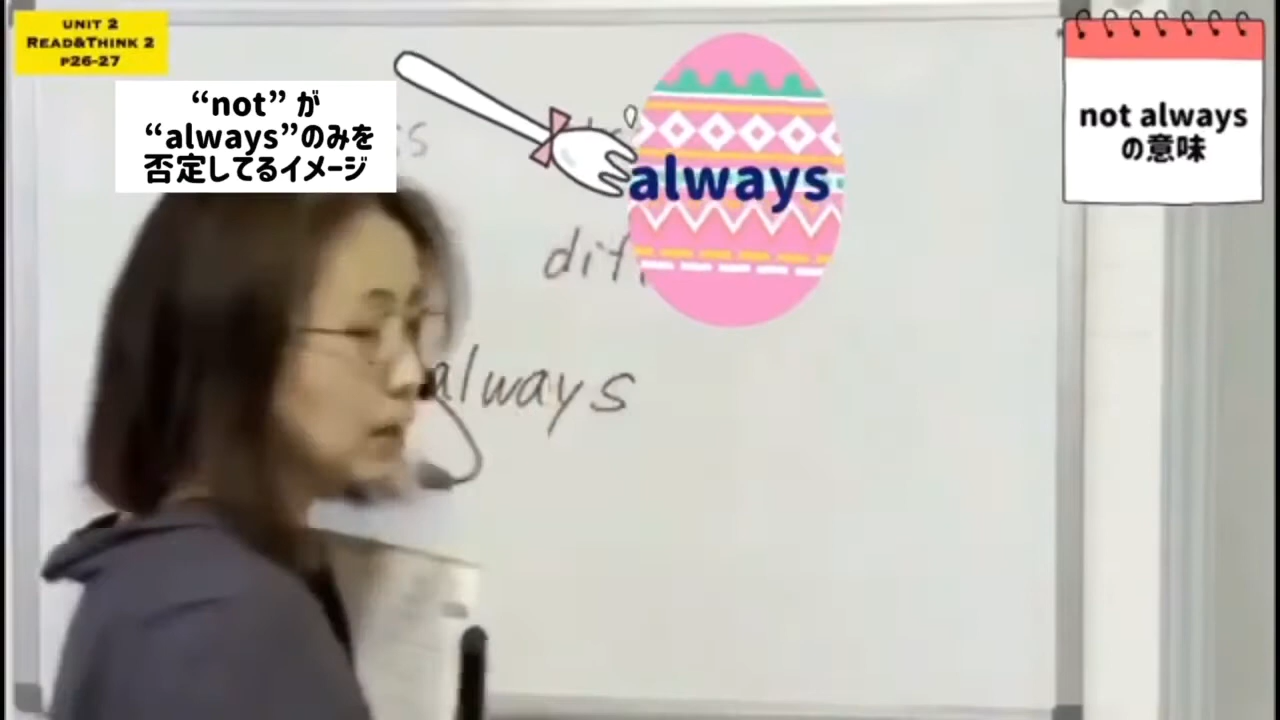 UNIT 2
READ&THINK 2
P26-27
“not” が
“always”のみを
否定してるイメージ
always
not always
の意味
always